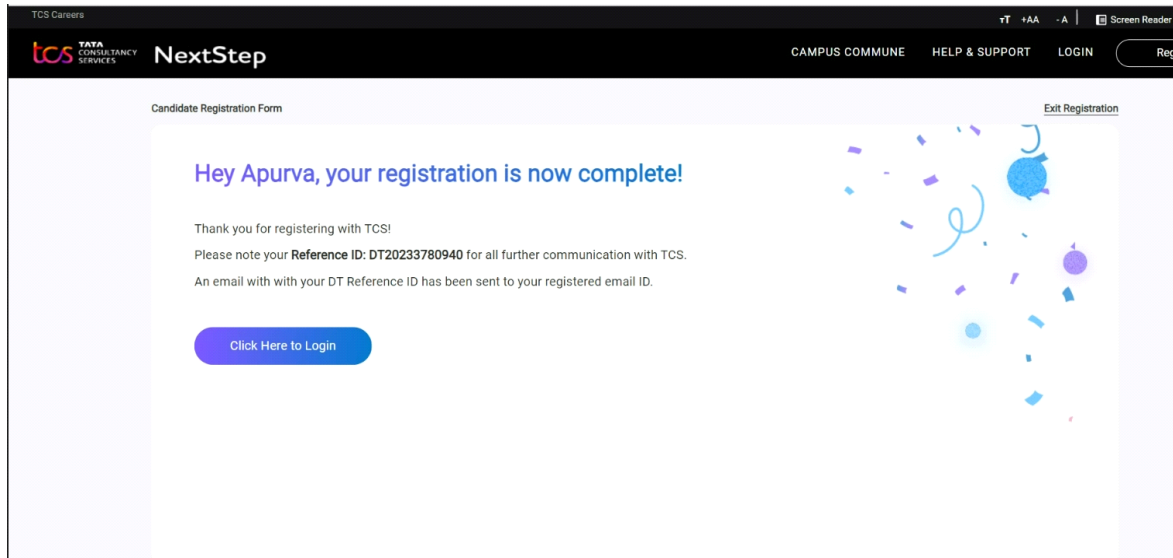 TCS Careers
тT +AA - A Screen Reader
tcs TATA CONSULTANCY SERVICES NextStep
CAMPUS COMMUNE HELP & SUPPORT LOGIN Reg
Candidate Registration Form
Exit Registration
Hey Apurva, your registration is now complete!
Thank you for registering with TCS!
Please note your Reference ID: DT20233780940 for all further communication with TCS.
An email with with your DT Reference ID has been sent to your registered email ID.
Click Here to Login